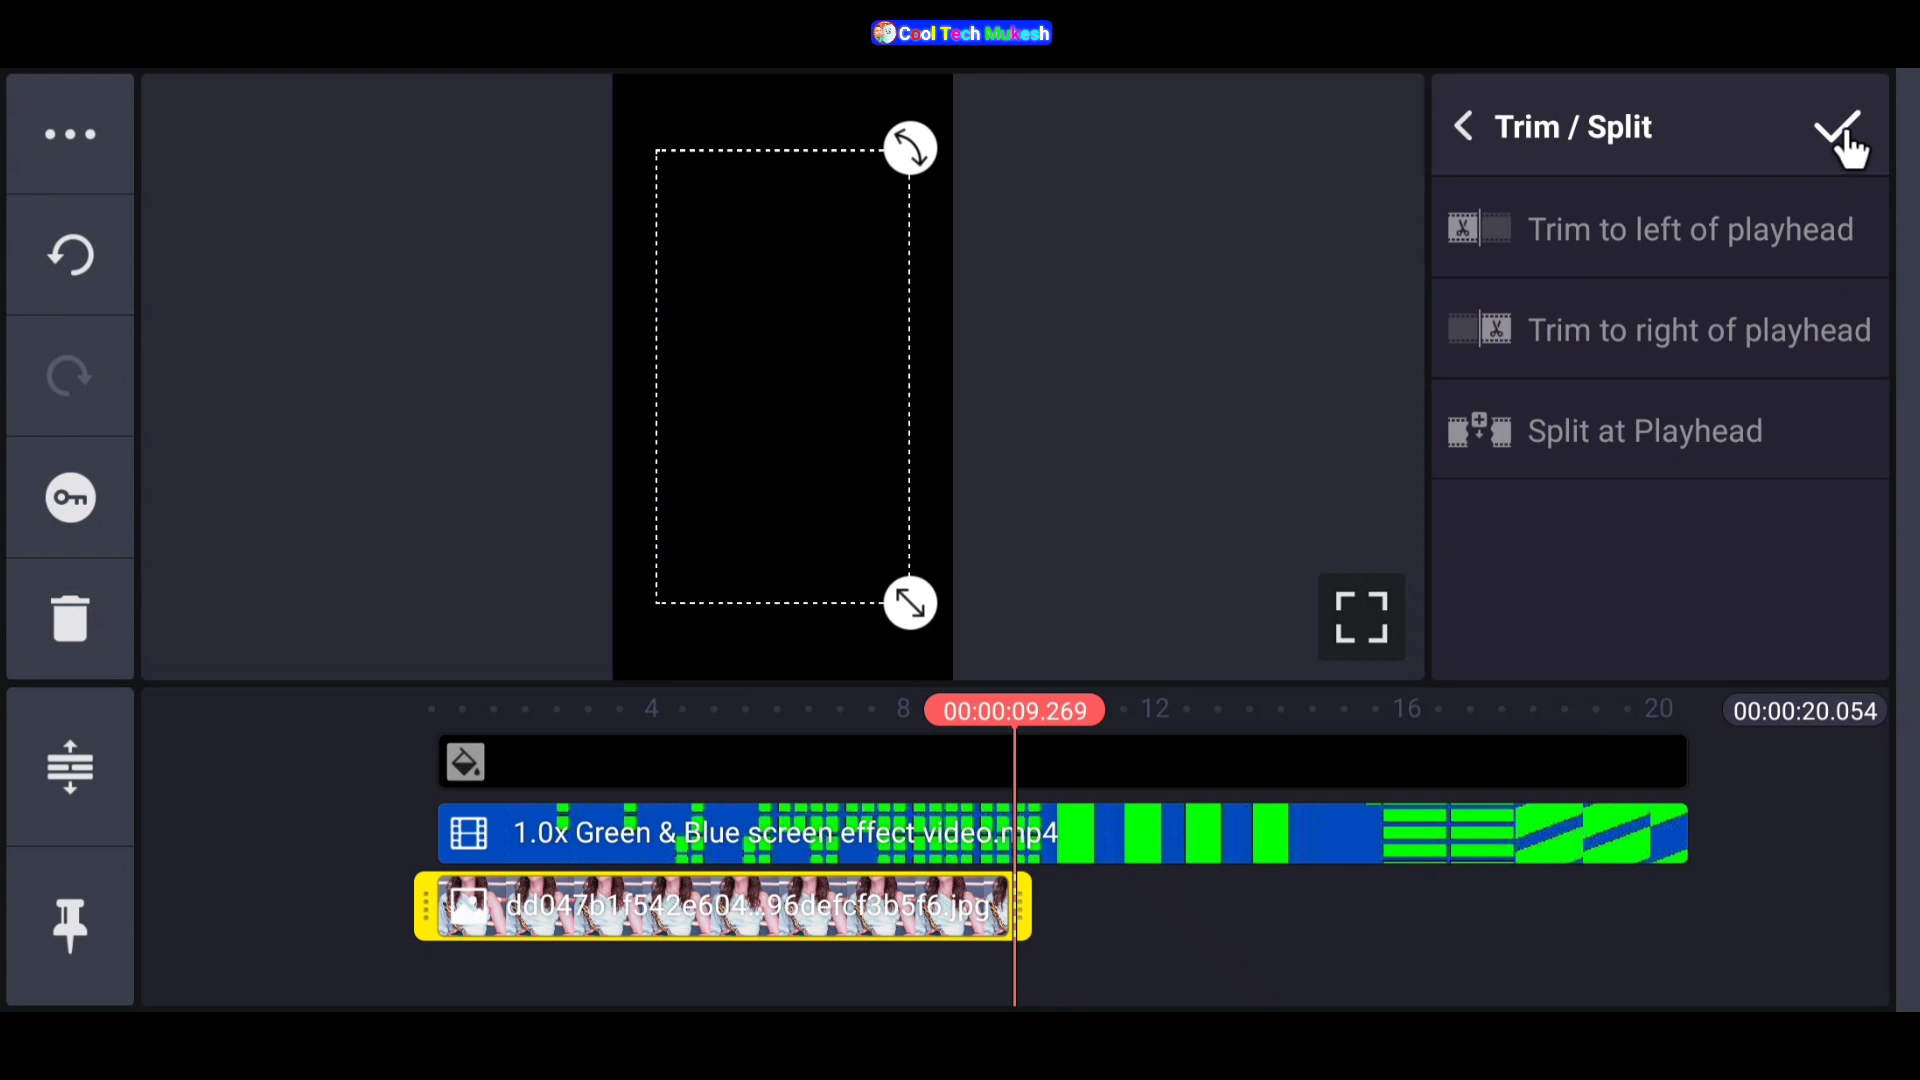 Cool Tech Mukesh
Trim / Split
Trim to left of playhead
Trim to right of playhead
Split at Playhead
4
8
00:00:09.269
12
16
20
00:00:20.054
1.0x Green & Blue screen effect video.mp4
dd047b1f542e604...96defcf3b5f6.jpg